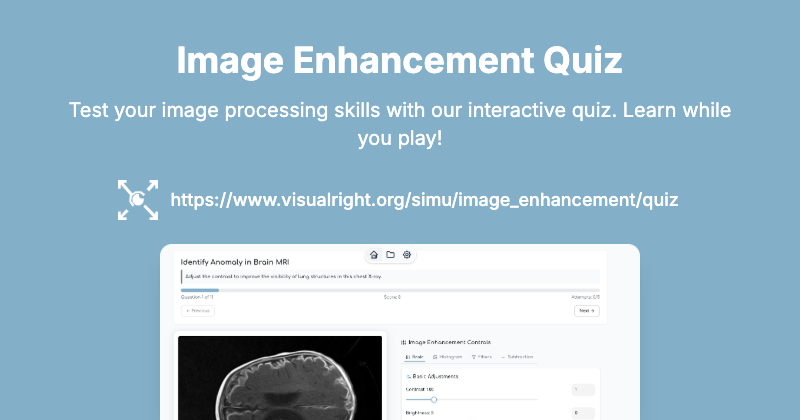 Image Enhancement Quiz
Test your image processing skills with our interactive quiz. Learn while
you play!
https://www.visualright.org/simu/image_enhancement/quiz
Identify Anomaly in Brain MRI
Adjust the contrast to improve the visibility of lung structures in this chest X-ray.
Question 1 of 11
Score: 0
Attempts: 0/5
← Previous
Next →
Image Enhancement Controls
Basic
Histogram
Filters
Subtraction
Basic Adjustments
Contrast: 1.00
1
Brightness: 0
0